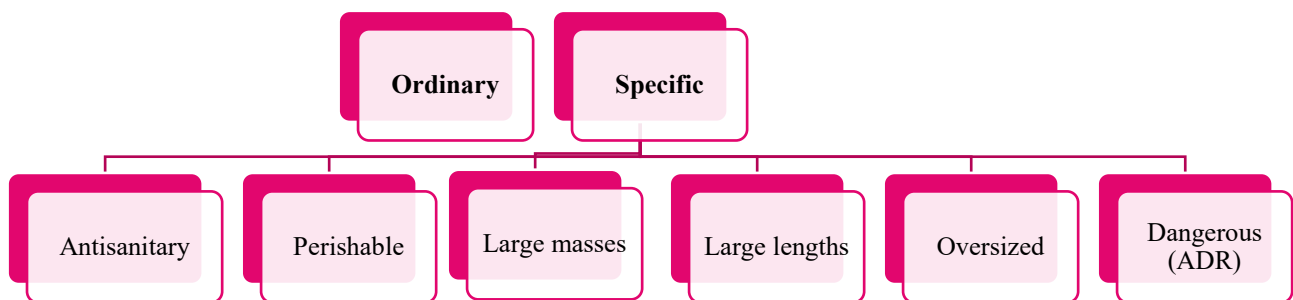 Ordinary
Specific
Antisanitary
Perishable
Large masses
Large lengths
Oversized
Dangerous
(ADR)